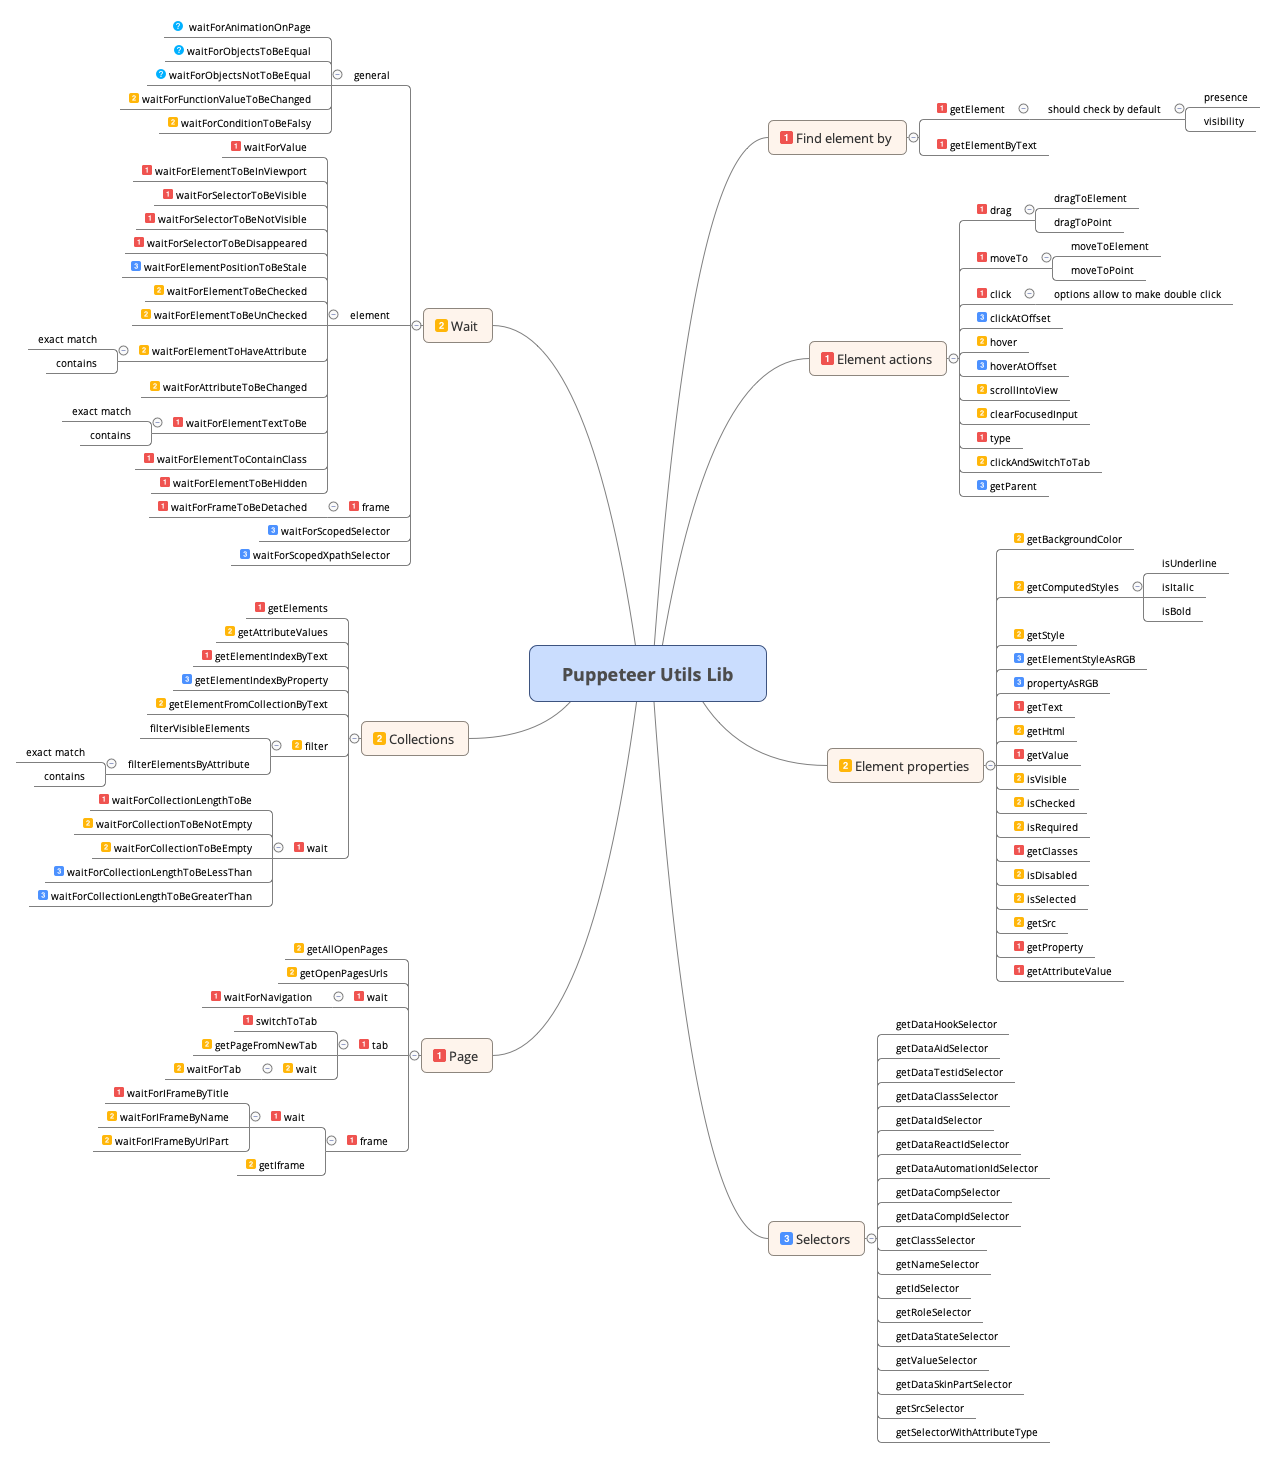 Puppeteer Utils Lib
1 Find element by
1 getElement
should check by default
presence
visibility
1 getElementByText
1 Element actions
1 drag
dragToElement
dragToPoint
1 moveTo
moveToElement
moveToPoint
1 click
options allow to make double click
3 clickAtOffset
2 hover
3 hoverAtOffset
2 scrollIntoView
2 clearFocusedInput
1 type
2 clickAndSwitchToTab
3 getParent
2 Element properties
2 getBackgroundColor
2 getComputedStyles
isUnderline
isItalic
isBold
2 getStyle
3 getElementStyleAsRGB
3 propertyAsRGB
1 getText
2 getHtml
1 getValue
2 isVisible
2 isChecked
2 isRequired
1 getClasses
2 isDisabled
2 isSelected
2 getSrc
1 getProperty
1 getAttributeValue
3 Selectors
getDataHookSelector
getDataAidSelector
getDataTestidSelector
getDataClassSelector
getDataIdSelector
getDataReactIdSelector
getDataAutomationIdSelector
getDataCompSelector
getDataCompIdSelector
getClassSelector
getNameSelector
getIdSelector
getRoleSelector
getDataStateSelector
getValueSelector
getDataSkinPartSelector
getSrcSelector
getSelectorWithAttributeType
2 Wait
general
? waitForAnimationOnPage
? waitForObjectsToBeEqual
? waitForObjectsNotToBeEqual
2 waitForFunctionValueToBeChanged
2 waitForConditionToBeFalsy
element
1 waitForValue
1 waitForElementToBeInViewport
1 waitForSelectorToBeVisible
1 waitForSelectorToBeNotVisible
1 waitForSelectorToBeDisappeared
3 waitForElementPositionToBeStale
2 waitForElementToBeChecked
2 waitForElementToBeUnChecked
2 waitForElementToHaveAttribute
exact match
contains
2 waitForAttributeToBeChanged
1 waitForElementTextToBe
exact match
contains
1 waitForElementToContainClass
1 waitForElementToBeHidden
1 frame
1 waitForFrameToBeDetached
3 waitForScopedSelector
3 waitForScopedXpathSelector
2 Collections
1 getElements
2 getAttributeValues
1 getElementIndexByText
3 getElementIndexByProperty
2 getElementFromCollectionByText
2 filter
filterVisibleElements
filterElementsByAttribute
exact match
contains
1 wait
1 waitForCollectionLengthToBe
2 waitForCollectionToBeNotEmpty
2 waitForCollectionToBeEmpty
3 waitForCollectionLengthToBeLessThan
3 waitForCollectionLengthToBeGreaterThan
1 Page
2 getAllOpenPages
2 getOpenPagesUrls
1 wait
1 waitForNavigation
1 tab
1 switchToTab
2 getPageFromNewTab
2 wait
2 waitForTab
1 frame
1 wait
1 waitForIFrameByTitle
2 waitForIFrameByName
2 waitForIFrameByUrlPart
2 getIframe